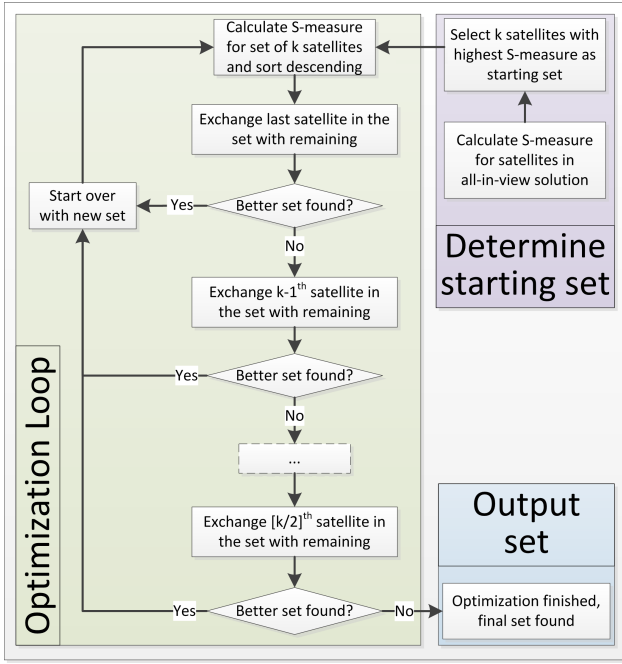 Calculate S-measure
for set of k satellites
and sort descending
Select k satellites with
highest S-measure as
starting set
Exchange last satellite in the
set with remaining
Calculate S-measure
for satellites in
all-in-view solution
Start over
with new set
Yes
Better set found?
No
Determine
starting set
Exchange k-1th satellite in
the set with remaining
Yes
Better set found?
No
...
Optimization Loop
Exchange [k/2]th satellite in
the set with remaining
Output
set
Yes
Better set found?
No
Optimization finished,
final set found